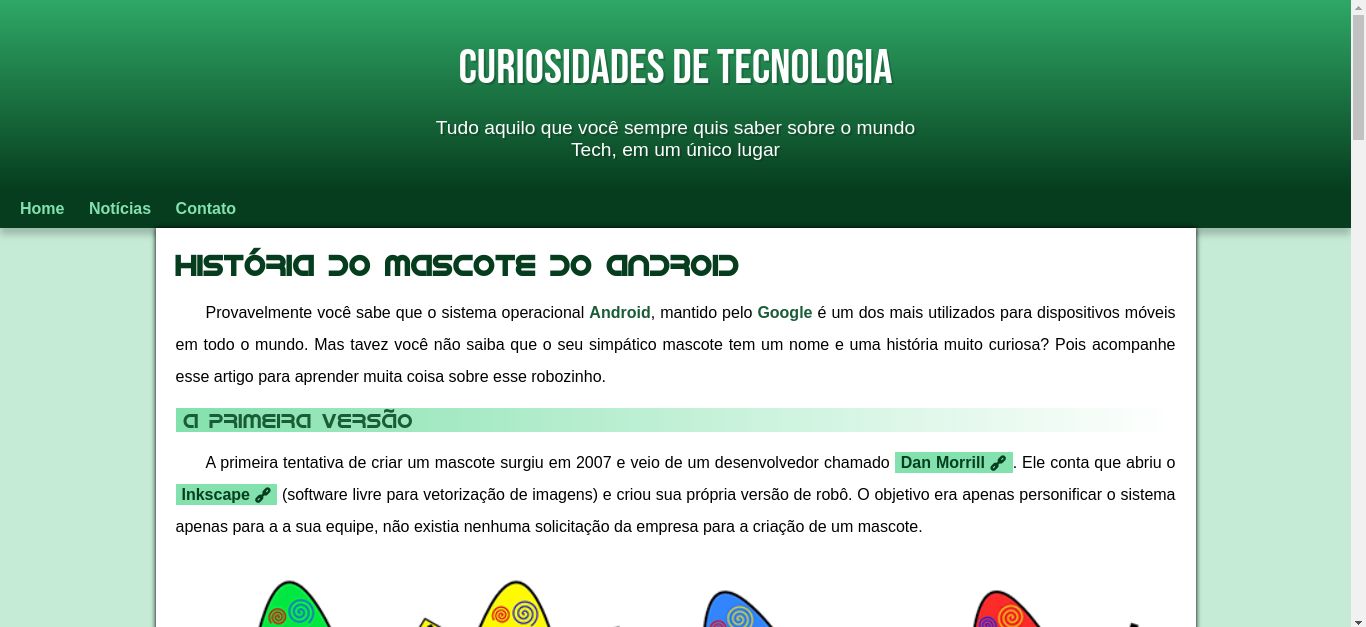 CURIOSIDADES DE TECNOLOGIA
Tudo aquilo que você sempre quis saber sobre o mundo
Tech, em um único lugar
Home Notícias Contato
HISTÓRIA DO MASCOTE DO ANDROID
Provavelmente você sabe que o sistema operacional Android, mantido pelo Google é um dos mais utilizados para dispositivos móveis
em todo o mundo. Mas tavez você não saiba que o seu simpático mascote tem um nome e uma história muito curiosa? Pois acompanhe
esse artigo para aprender muita coisa sobre esse robozinho.
A PRIMEIRA VERSÃO
A primeira tentativa de criar um mascote surgiu em 2007 e veio de um desenvolvedor chamado Dan Morrill. Ele conta que abriu o
Inkscape (software livre para vetorização de imagens) e criou sua própria versão de robô. O objetivo era apenas personificar o sistema
apenas para a a sua equipe, não existia nenhuma solicitação da empresa para a criação de um mascote.